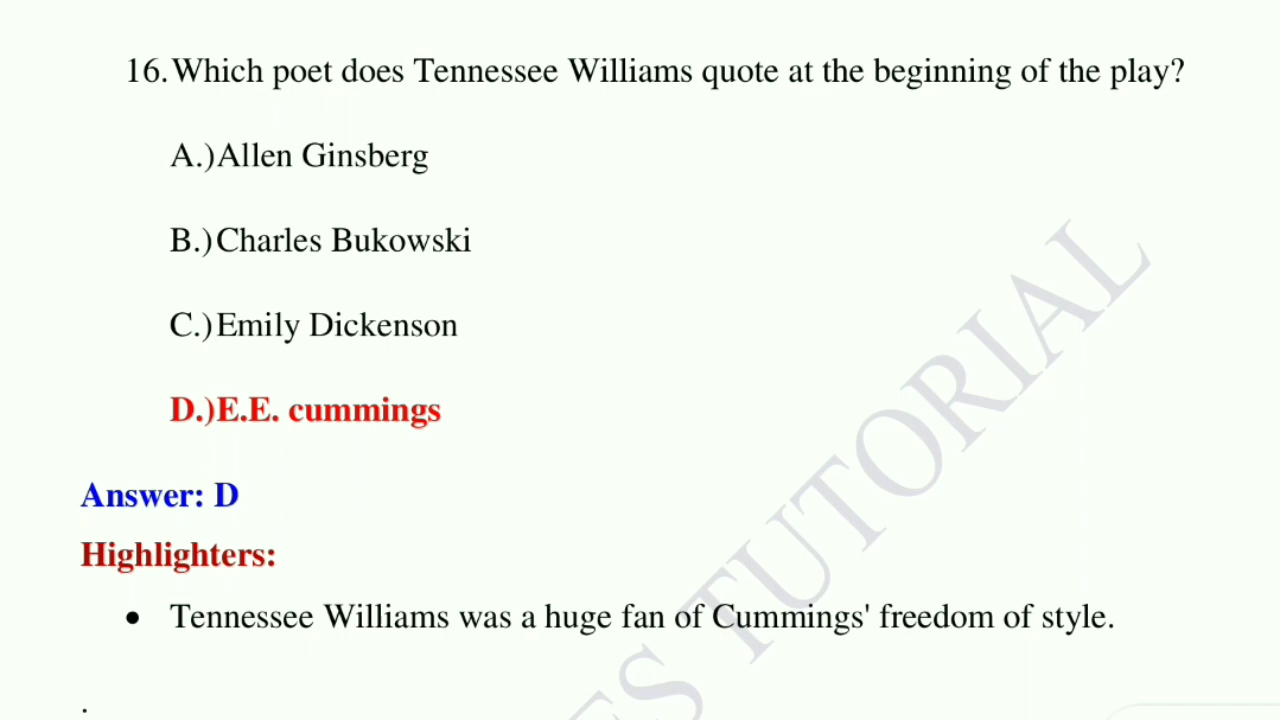 16.Which poet does Tennessee Williams quote at the beginning of the play?
A.)Allen Ginsberg
B.)Charles Bukowski
C.)Emily Dickenson
D.)E.E. cummings
Answer: D
Highlighters:
• Tennessee Williams was a huge fan of Cummings' freedom of style.
.
TUTORIAL